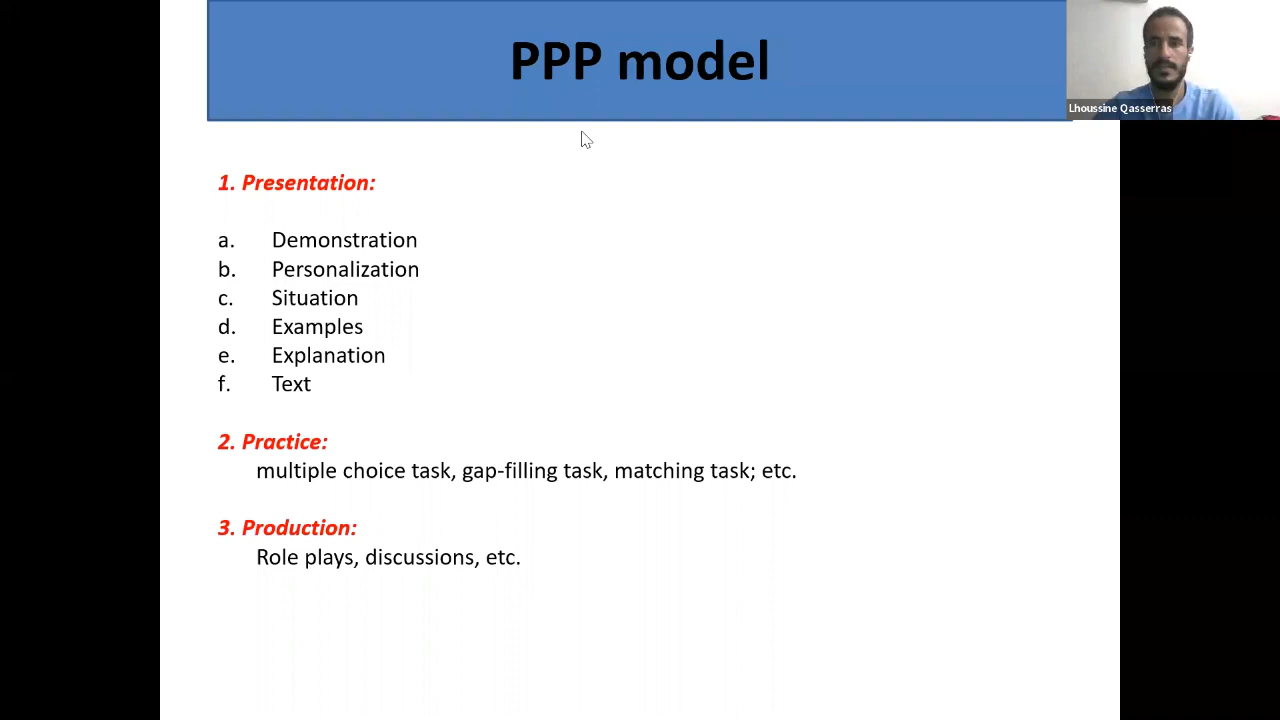 PPP model
Lhoussine Qasserras
1. Presentation:
a. Demonstration
b. Personalization
c. Situation
d. Examples
e. Explanation
f. Text
2. Practice:
multiple choice task, gap-filling task, matching task; etc.
3. Production:
Role plays, discussions, etc.